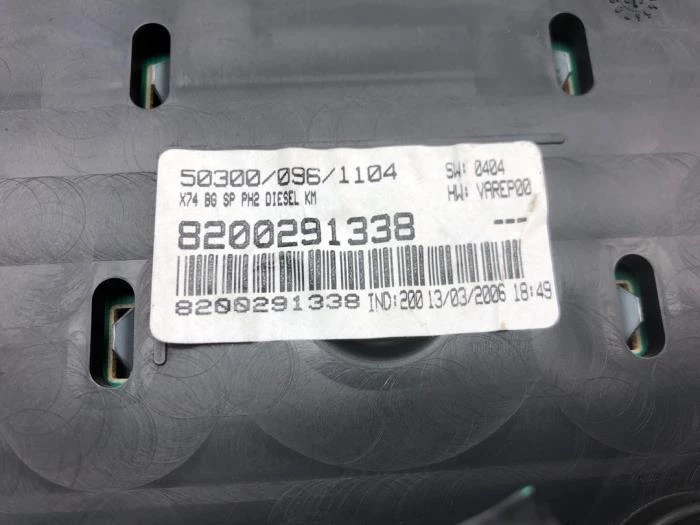 50300/096/1104 SW: 0404
X74 BG SP PH2 DIESEL KM HW: VAREP00
8200291338 ---
8200291338 IND:200 13/03/2006 18:49